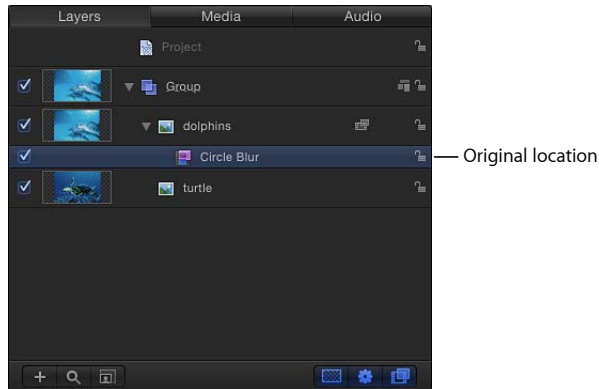 Layers Media Audio
Project
Group
dolphins
Circle Blur
Original location
turtle